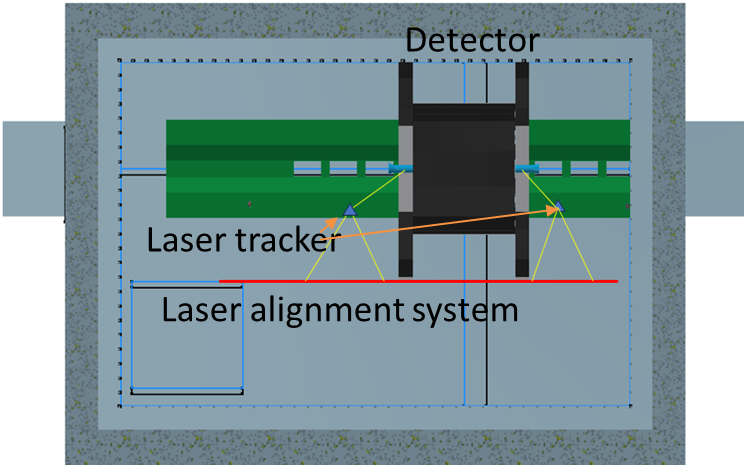 Detector
Laser tracker
Laser alignment system